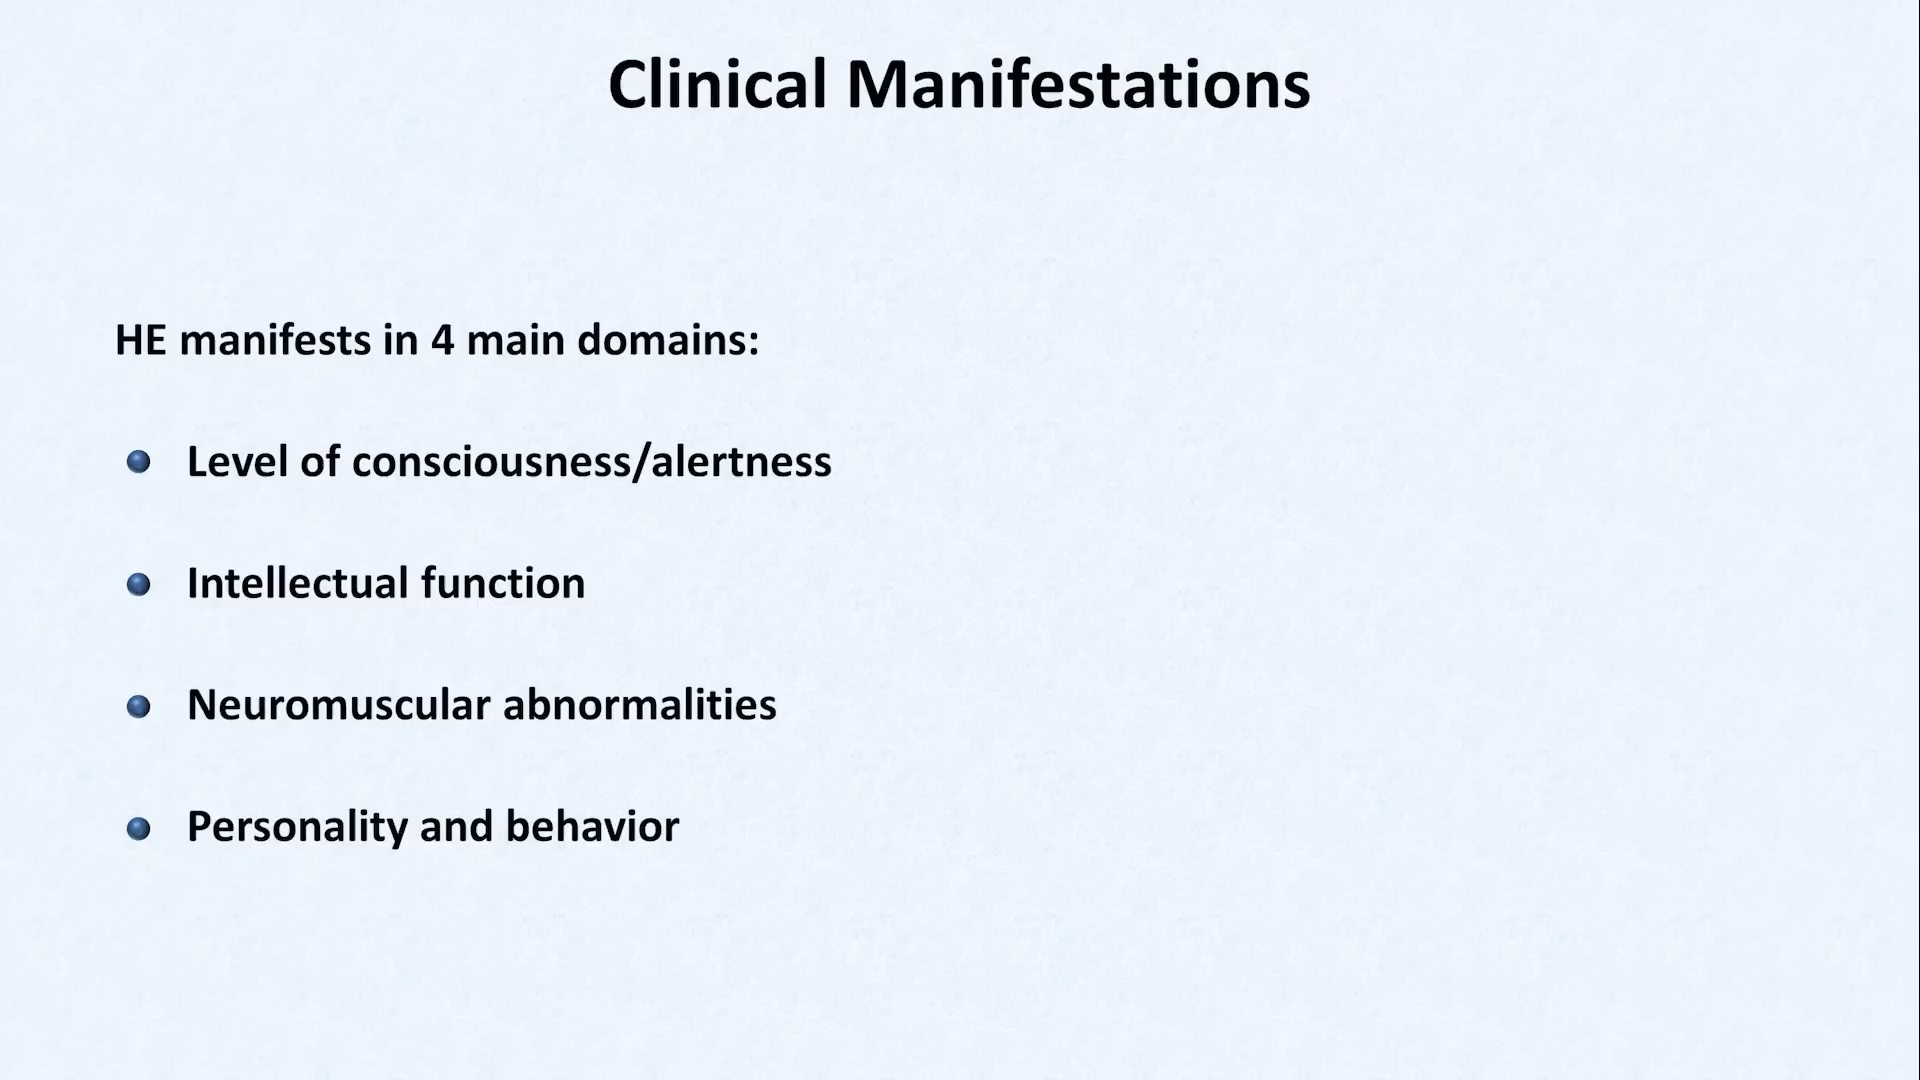 Clinical Manifestations
HE manifests in 4 main domains:
Level of consciousness/alertness
Intellectual function
Neuromuscular abnormalities
Personality and behavior